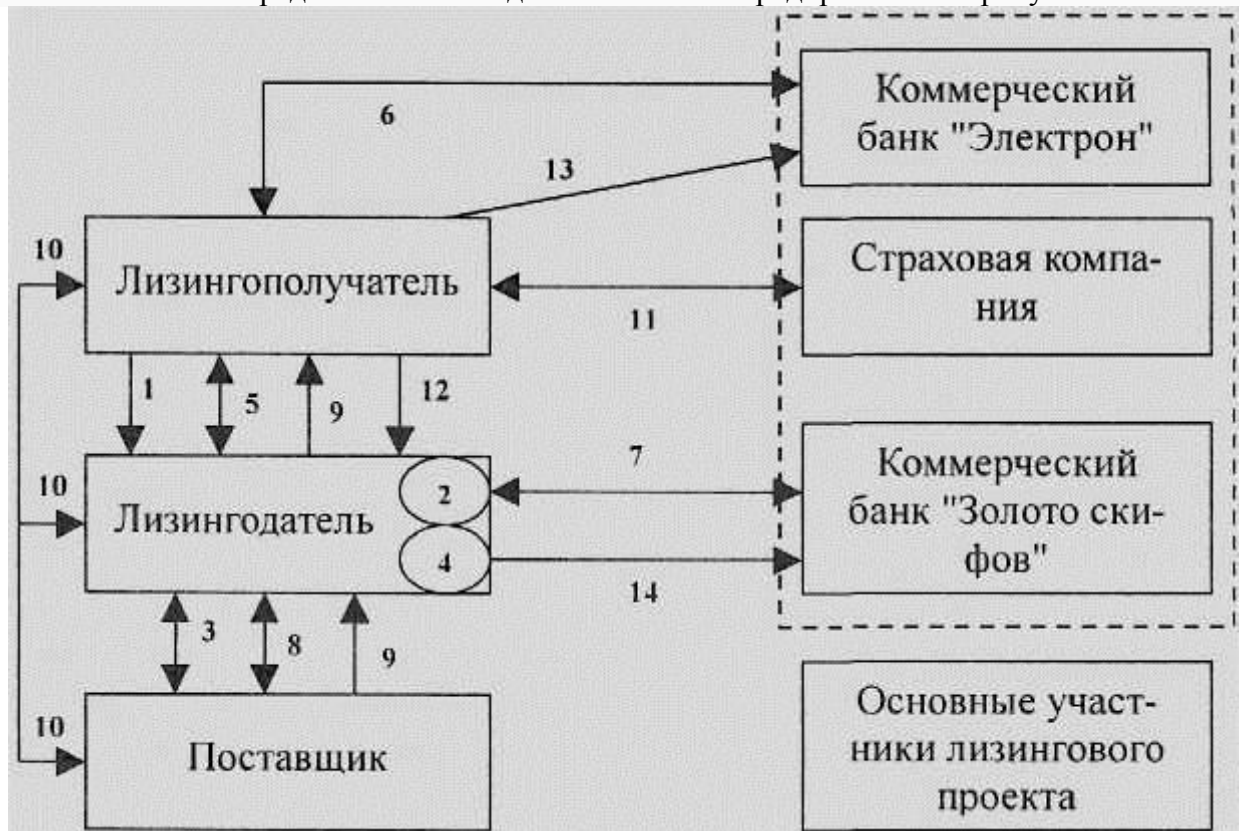 Коммерческий
банк "Электрон"
6
13
10
Лизингополучатель
Страховая компа-
ния
11
1
5
9
12
7
Коммерческий
банк "Золото ски-
фов"
10
Лизингодатель
2
4
14
3
8
9
10
Поставщик
Основные участ-
ники лизингового
проекта